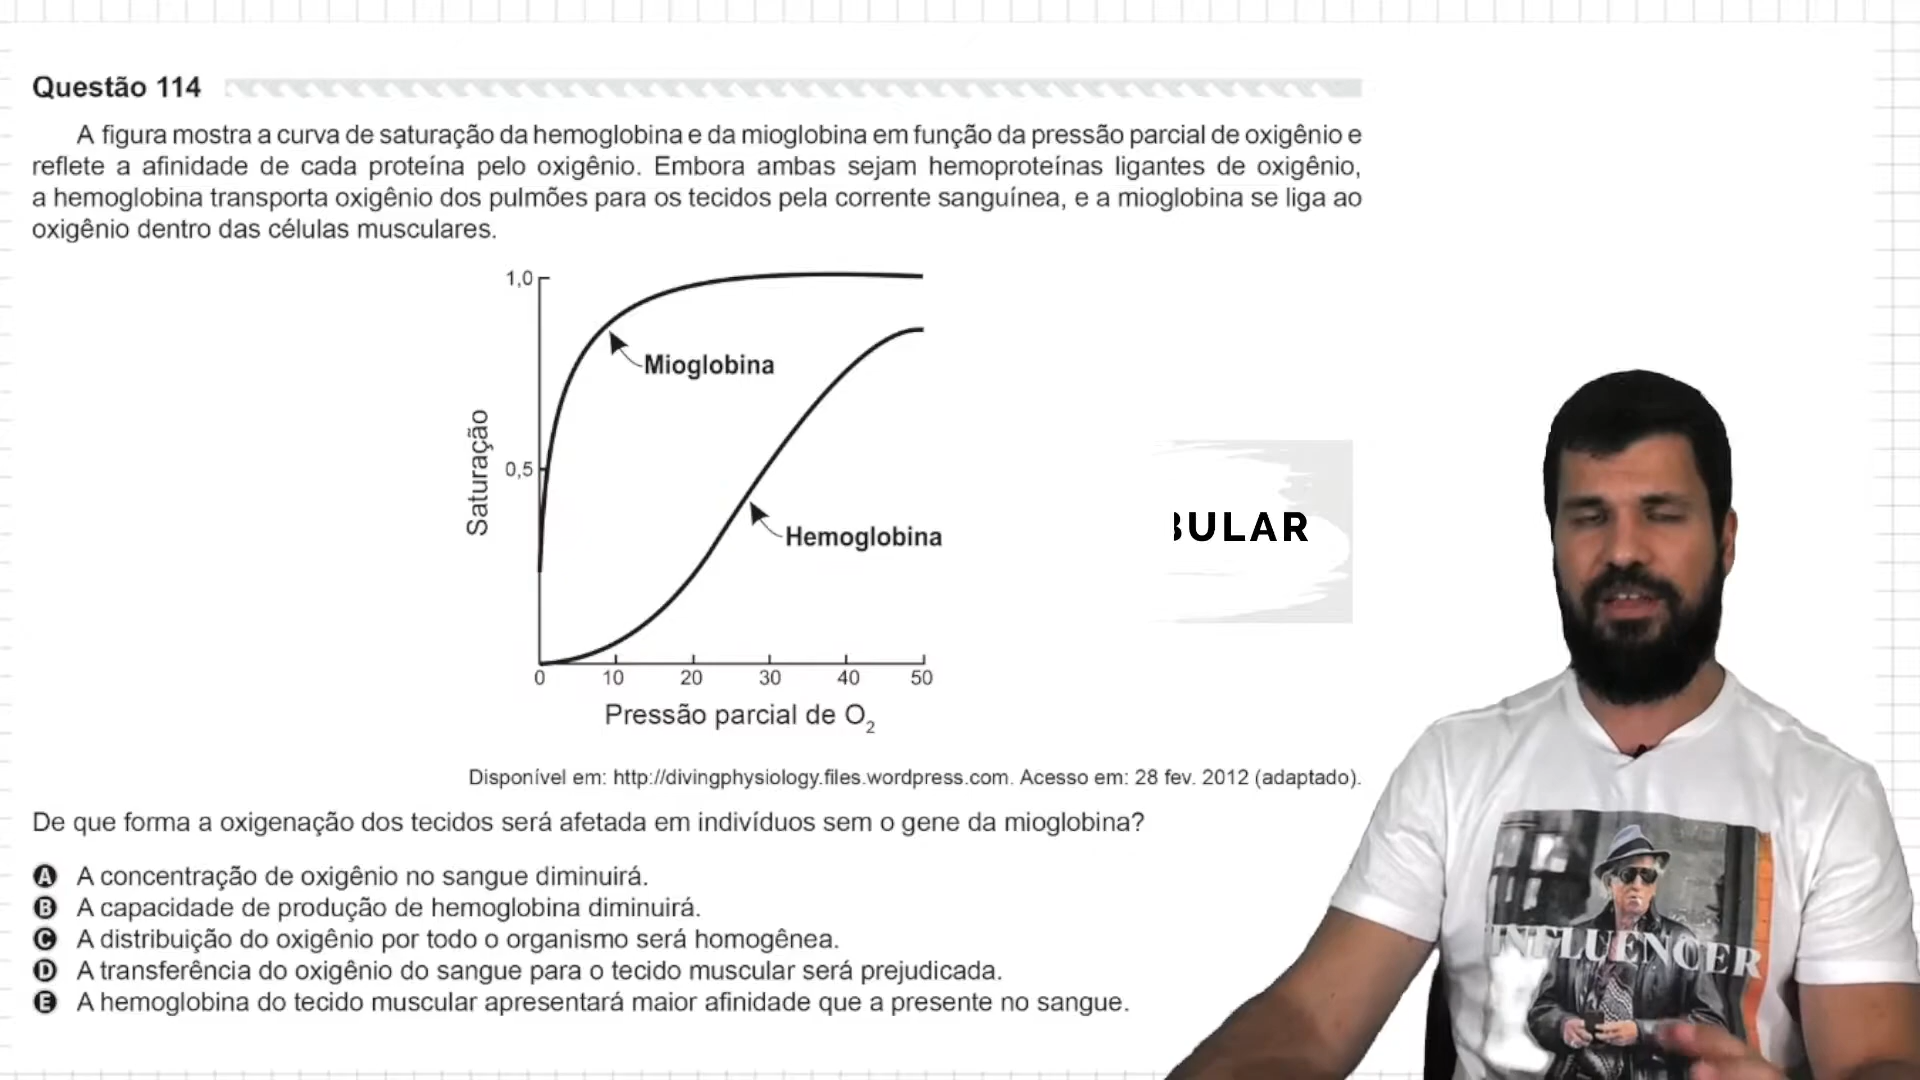 Questão 114
A figura mostra a curva de saturação da hemoglobina e da mioglobina em função da pressão parcial de oxigênio e
reflete a afinidade de cada proteína pelo oxigênio. Embora ambas sejam hemoproteínas ligantes de oxigênio,
a hemoglobina transporta oxigênio dos pulmões para os tecidos pela corrente sanguínea, e a mioglobina se liga ao
oxigênio dentro das células musculares.
1,0
Mioglobina
Saturação
0,5
Hemoglobina
0 10 20 30 40 50
Pressão parcial de O2
BULAR
Disponível em: http://divingphysiology.files.wordpress.com. Acesso em: 28 fev. 2012 (adaptado).
De que forma a oxigenação dos tecidos será afetada em indivíduos sem o gene da mioglobina?
A A concentração de oxigênio no sangue diminuirá.
B A capacidade de produção de hemoglobina diminuirá.
C A distribuição do oxigênio por todo o organismo será homogênea.
D A transferência do oxigênio do sangue para o tecido muscular será prejudicada.
E A hemoglobina do tecido muscular apresentará maior afinidade que a presente no sangue.
INFLUENCER